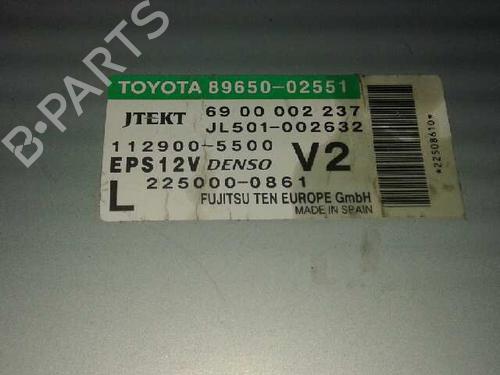 B-PARTS
TOYOTA 89650-02551
JTEKT 69 00 000 002 237
JL501-002632
112900-5500
EPS12V DENSO V2
L 225000-0861
FUJITSU TEN EUROPE GmbH
MADE IN SPAIN
*22508610*